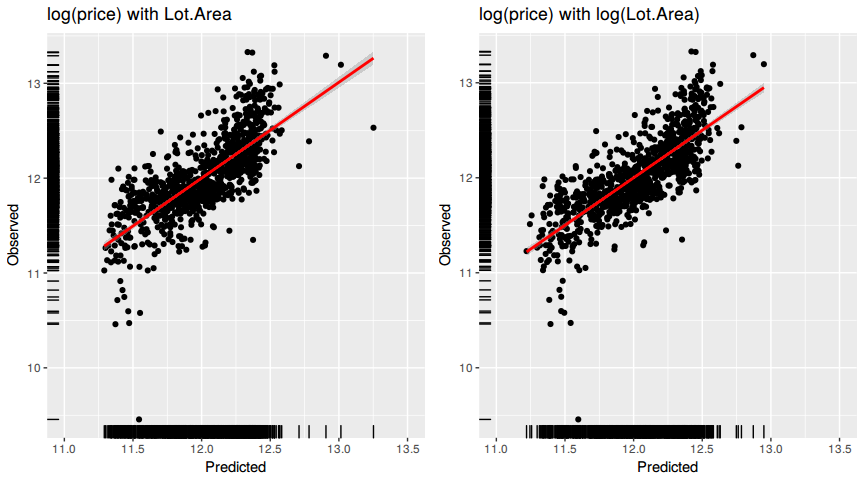 log(price) with Lot.Area
13
12
11
10
Observed
11.0 11.5 12.0 12.5 13.0 13.5
Predicted
log(price) with log(Lot.Area)
13
12
11
10
Observed
11.0 11.5 12.0 12.5 13.0 13.5
Predicted